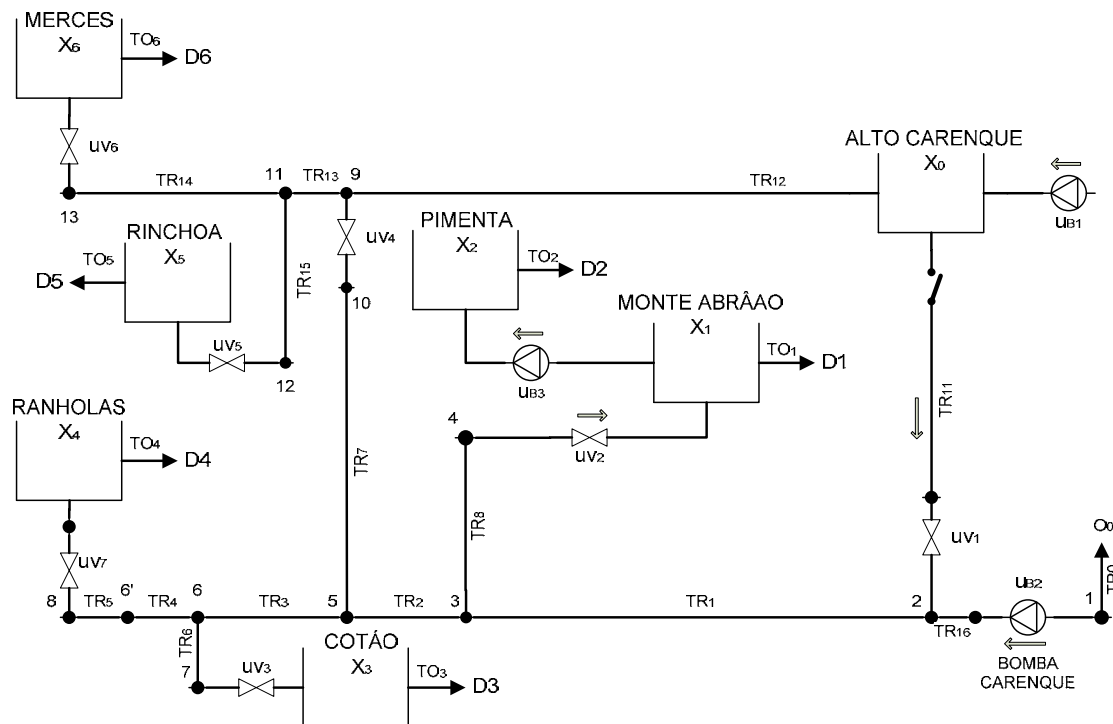 MERCES
X6
TO6
D6
uv6
13
TR14
11
TR13
9
TR12
ALTO CARENQUE
X0
uB1
RINCHOA
X5
TO5
D5
TR15
uv5
12
uv4
10
PIMENTA
X2
TO2
D2
MONTE ABRÂAO
X1
TO1
D1
uB3
TR11
RANHOLAS
X4
TO4
D4
TR7
4
uv2
TR8
uv7
uv1
O0
TR0
8
TR5
6'
TR4
6
TR3
5
TR2
3
TR1
2
TR16
uB2
1
BOMBA
CARENQUE
TR6
7
uv3
COTÁO
X3
TO3
D3